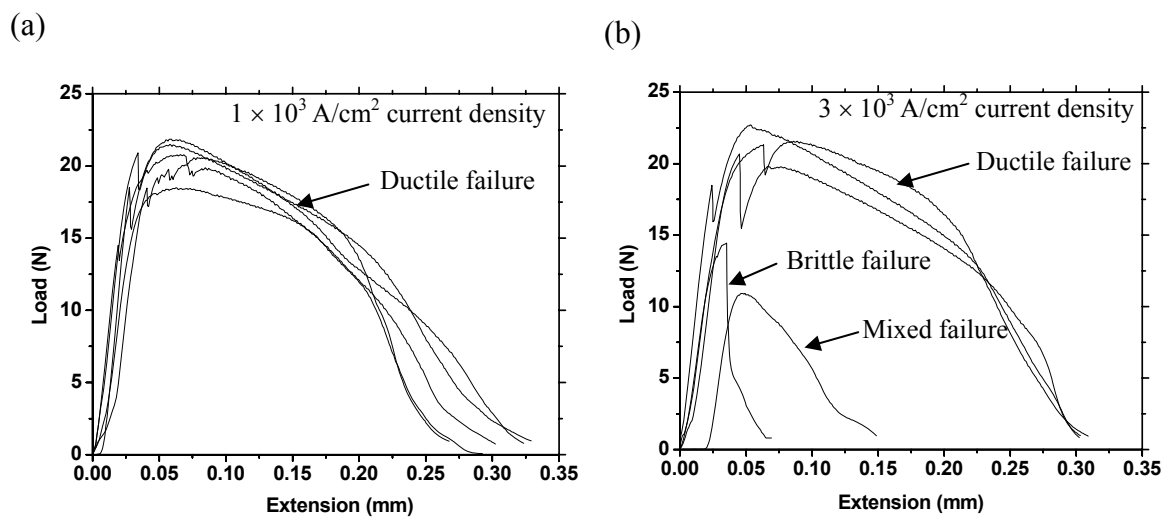 (a)
(b)
1 × 10³ A/cm² current density
Ductile failure
25
20
15
10
5
0
Load (N)
0.00 0.05 0.10 0.15 0.20 0.25 0.30 0.35
Extension (mm)
3 × 10³ A/cm² current density
Ductile failure
Brittle failure
Mixed failure
25
20
15
10
5
0
Load (N)
0.00 0.05 0.10 0.15 0.20 0.25 0.30 0.35
Extension (mm)